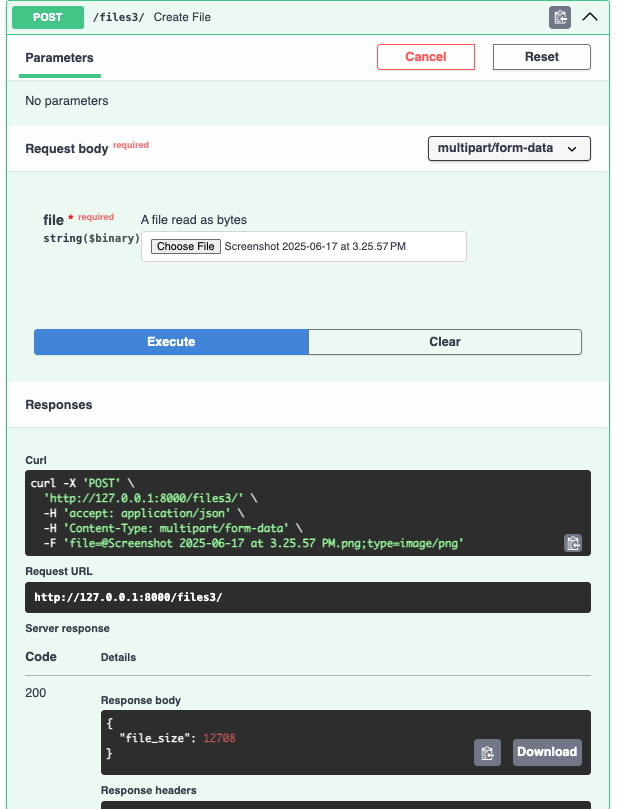 POST /files3/ Create File
Parameters Cancel Reset
No parameters
Request body required multipart/form-data
file * required A file read as bytes
string($binary) Choose File Screenshot 2025-06-17 at 3.25.57 PM
Execute Clear
Responses
Curl
curl -X 'POST' \
'http://127.0.0.1:8000/files3/' \
-H 'accept: application/json' \
-H 'Content-Type: multipart/form-data' \
-F 'file=@Screenshot 2025-06-17 at 3.25.57 PM.png;type=image/png'
Request URL
http://127.0.0.1:8000/files3/
Server response
Code Details
200
Response body
{
"file_size": 12708
}
Download
Response headers